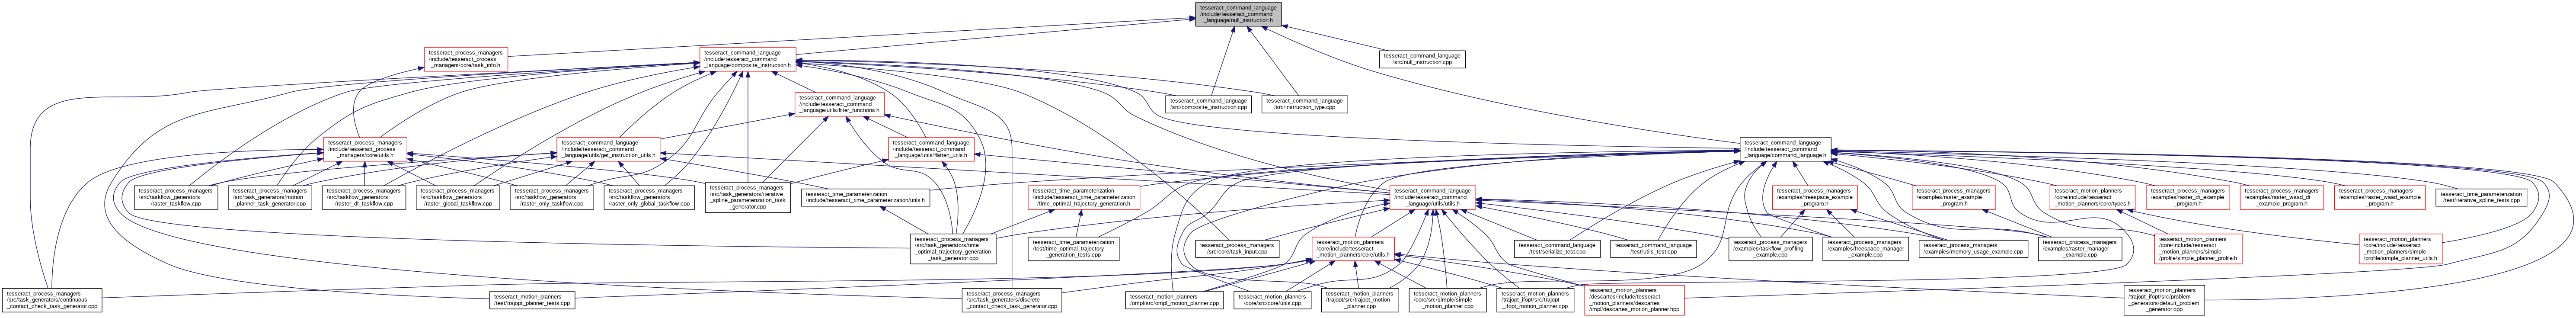 tesseract_command_language
/include/tesseract_command
_language/null_instruction.h
tesseract_process_managers
/include/tesseract_process
_managers/core/task_info.h
tesseract_command_language
/include/tesseract_command
_language/composite_instruction.h
tesseract_command_language
/src/null_instruction.cpp
tesseract_command_language
/include/tesseract_command
_language/utils/filter_functions.h
tesseract_command_language
/src/composite_instruction.cpp
tesseract_command_language
/src/instruction_type.cpp
tesseract_process_managers
/include/tesseract_process
_managers/core/utils.h
tesseract_command_language
/include/tesseract_command
_language/utils/get_instruction_utils.h
tesseract_command_language
/include/tesseract_command
_language/utils/flatten_utils.h
tesseract_command_language
/include/tesseract_command
_language/command_language.h
tesseract_process_managers
/src/taskflow_generators
/raster_taskflow.cpp
tesseract_process_managers
/src/task_generators/motion
_planner_task_generator.cpp
tesseract_process_managers
/src/taskflow_generators
/raster_dt_taskflow.cpp
tesseract_process_managers
/src/taskflow_generators
/raster_global_taskflow.cpp
tesseract_process_managers
/src/taskflow_generators
/raster_only_taskflow.cpp
tesseract_process_managers
/src/taskflow_generators
/raster_only_global_taskflow.cpp
tesseract_process_managers
/src/task_generators/iterative
_spline_parameterization_task
_generator.cpp
tesseract_time_parameterization
/include/tesseract_time_parameterization/utils.h
tesseract_time_parameterization
/include/tesseract_time_parameterization
/time_optimal_trajectory_generation.h
tesseract_command_language
/include/tesseract_command
_language/utils/utils.h
tesseract_process_managers
/examples/freespace_example
_program.h
tesseract_process_managers
/examples/raster_example
_program.h
tesseract_motion_planners
/core/include/tesseract
_motion_planners/core/types.h
tesseract_process_managers
/examples/raster_dt_example
_program.h
tesseract_process_managers
/examples/raster_waad_dt
_example_program.h
tesseract_process_managers
/examples/raster_waad_example
_program.h
tesseract_time_parameterization
/test/iterative_spline_tests.cpp
tesseract_process_managers
/src/task_generators/time
_optimal_trajectory_generation
_task_generator.cpp
tesseract_time_parameterization
/test/time_optimal_trajectory
_generation_tests.cpp
tesseract_process_managers
/src/core/task_input.cpp
tesseract_motion_planners
/core/include/tesseract
_motion_planners/core/utils.h
tesseract_command_language
/test/serialize_test.cpp
tesseract_command_language
/test/utils_test.cpp
tesseract_process_managers
/examples/taskflow_profiling
_example.cpp
tesseract_process_managers
/examples/freespace_manager
_example.cpp
tesseract_process_managers
/examples/memory_usage_example.cpp
tesseract_process_managers
/examples/raster_manager
_example.cpp
tesseract_motion_planners
/core/include/tesseract
_motion_planners/simple
/profile/simple_planner_profile.h
tesseract_motion_planners
/core/include/tesseract
_motion_planners/simple
/profile/simple_planner_utils.h
tesseract_process_managers
/src/task_generators/continuous
_contact_check_task_generator.cpp
tesseract_motion_planners
/test/trajopt_planner_tests.cpp
tesseract_process_managers
/src/task_generators/discrete
_contact_check_task_generator.cpp
tesseract_motion_planners
/ompl/src/ompl_motion_planner.cpp
tesseract_motion_planners
/core/src/core/utils.cpp
tesseract_motion_planners
/trajopt/src/trajopt_motion
_planner.cpp
tesseract_motion_planners
/core/src/simple/simple
_motion_planner.cpp
tesseract_motion_planners
/trajopt_ifopt/src/trajopt
_ifopt_motion_planner.cpp
tesseract_motion_planners
/descartes/include/tesseract
_motion_planners/descartes
/impl/descartes_motion_planner.hpp
tesseract_motion_planners
/trajopt_ifopt/src/problem
_generators/default_problem
_generator.cpp